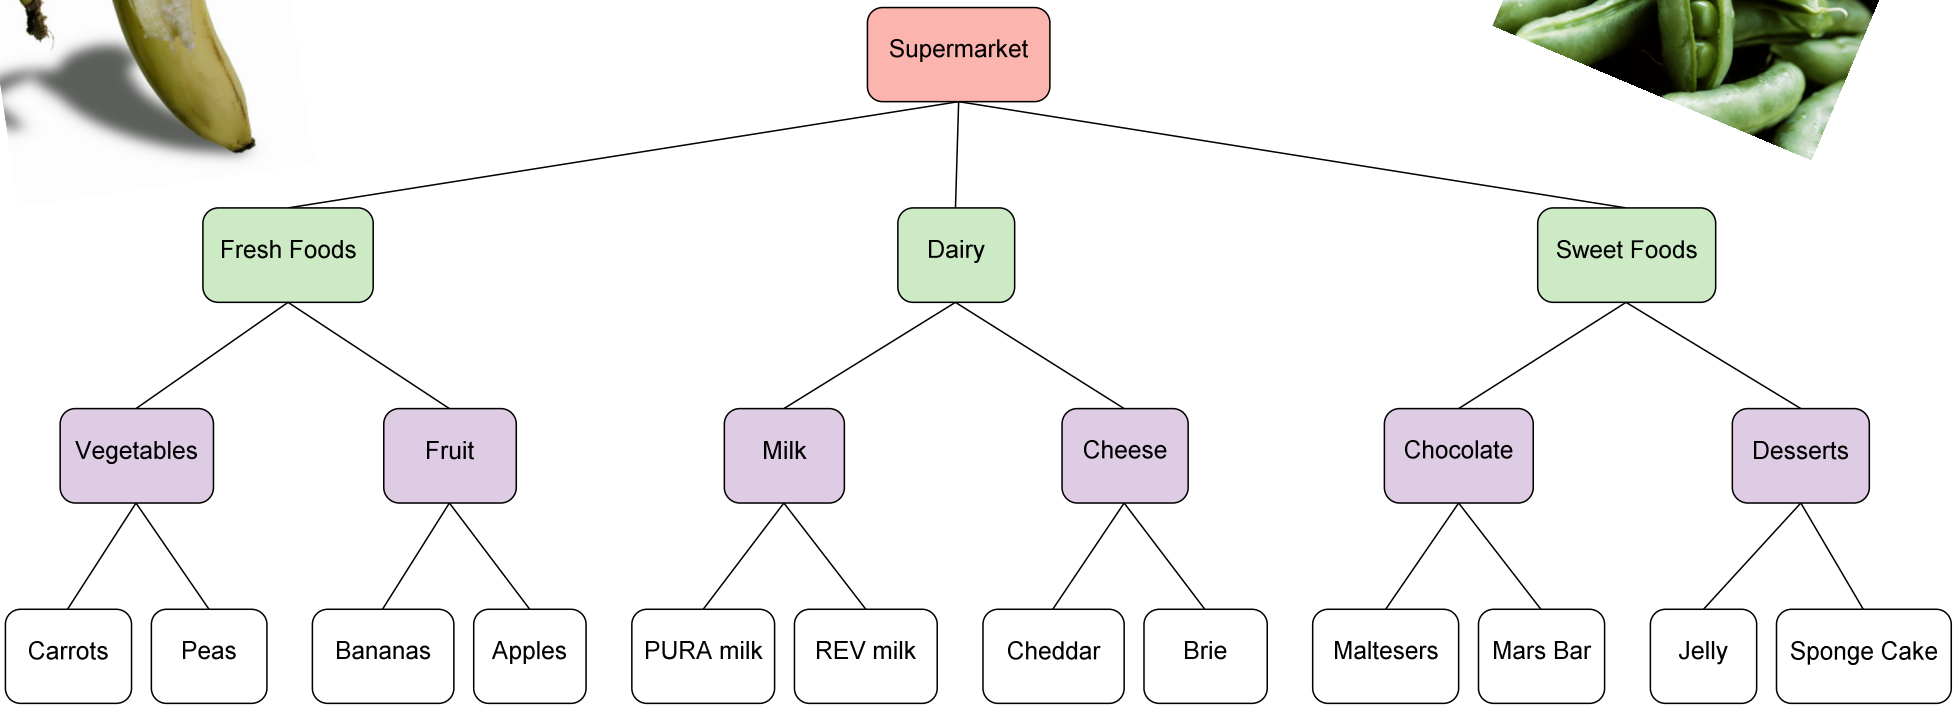 Supermarket
Fresh Foods
Dairy
Sweet Foods
Vegetables
Fruit
Milk
Cheese
Chocolate
Desserts
Carrots
Peas
Bananas
Apples
PURA milk
REV milk
Cheddar
Brie
Maltesers
Mars Bar
Jelly
Sponge Cake